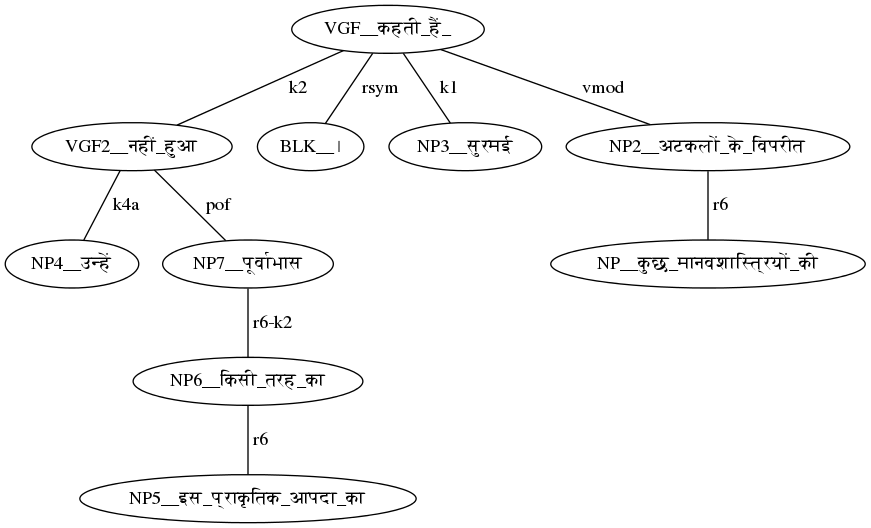 VGF__कहती_हैं_
k2
rsym
k1
vmod
VGF2__नहीं_हुआ
BLK__।
NP3__सुरमई
NP2__अटकलों_के_विपरीत
k4a
pof
r6
NP4__उन्हें
NP7__पूर्वाभास
NP__कुछ_मानवशास्त्रियों_की
r6-k2
NP6__किसी_तरह_का
r6
NP5__इस_प्राकृतिक_आपदा_का